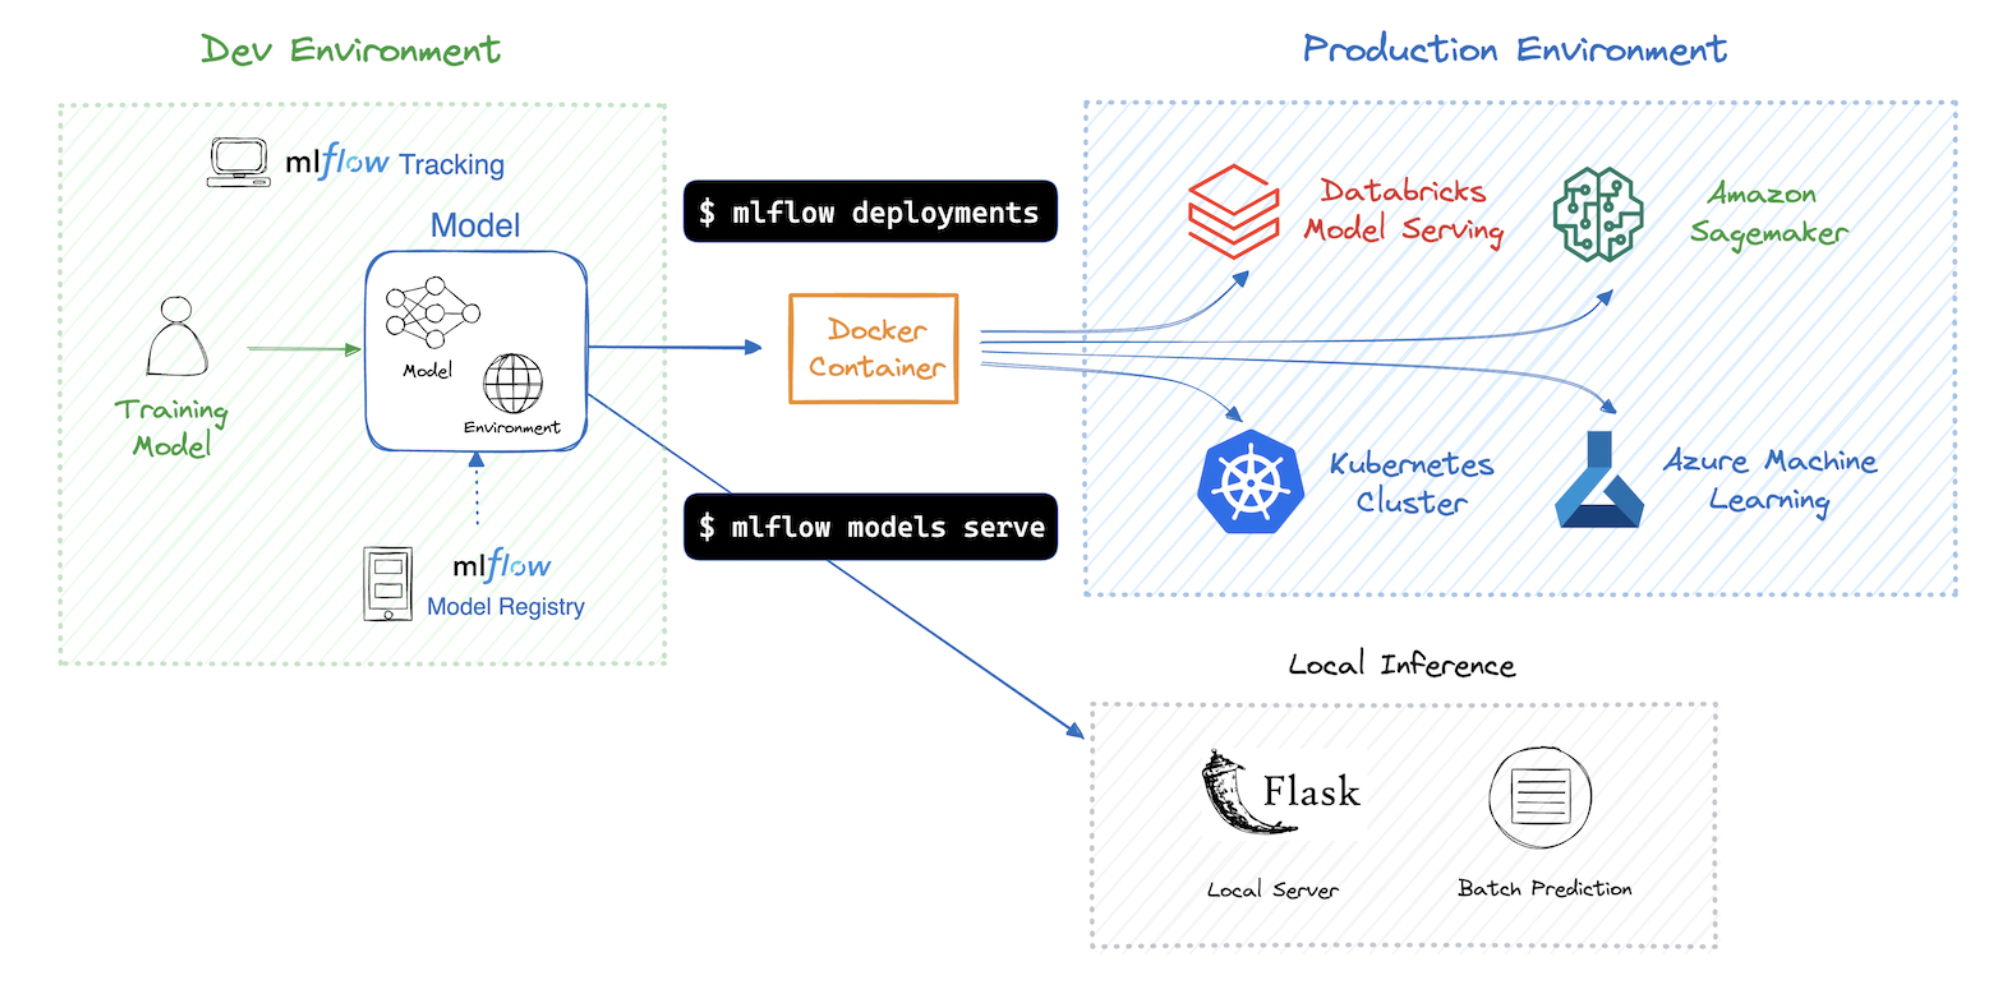 Dev Environment
Production Environment
mlflow Tracking
Model
Model
Environment
Training
Model
mlflow
Model Registry
$ mlflow deployments
Docker
Container
$ mlflow models serve
Databricks
Model Serving
Amazon
Sagemaker
Kubernetes
Cluster
Azure Machine
Learning
Local Inference
Flask
Local Server
Batch Prediction